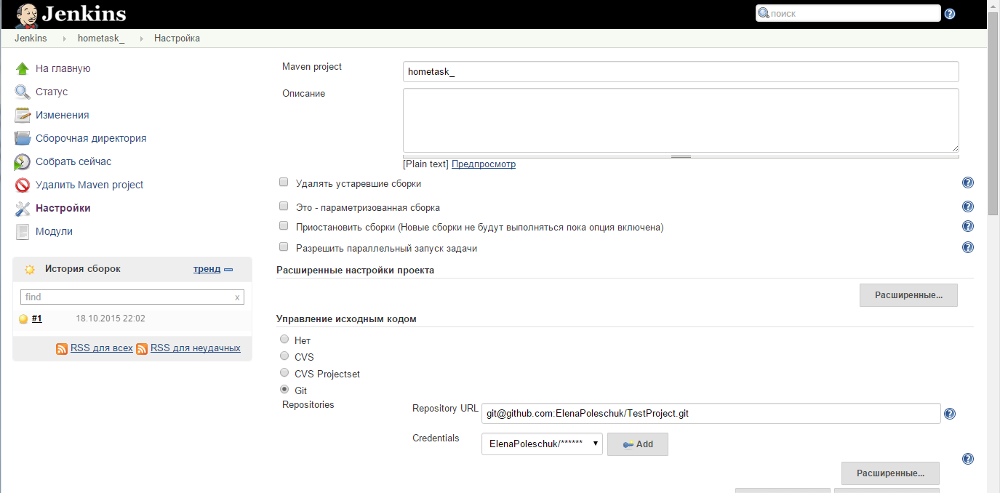 Jenkins
поиск
Jenkins hometask_ Настройка
На главную
Статус
Изменения
Сборочная директория
Собрать сейчас
Удалить Maven project
Настройки
Модули
История сборок тренд
find x
#1 18.10.2015 22:02
RSS для всех RSS для неудачных
Maven project hometask_
Описание
[Plain text] Предпросмотр
Удалять устаревшие сборки
Это - параметризованная сборка
Приостановить сборки (Новые сборки не будут выполняться пока опция включена)
Разрешить параллельный запуск задачи
Расширенные настройки проекта
Расширенные...
Управление исходным кодом
Нет
CVS
CVS Projectset
Git
Repositories
Repository URL git@github.com:ElenaPoleschuk/TestProject.git
Credentials ElenaPoleschuk/****** Add
Расширенные...